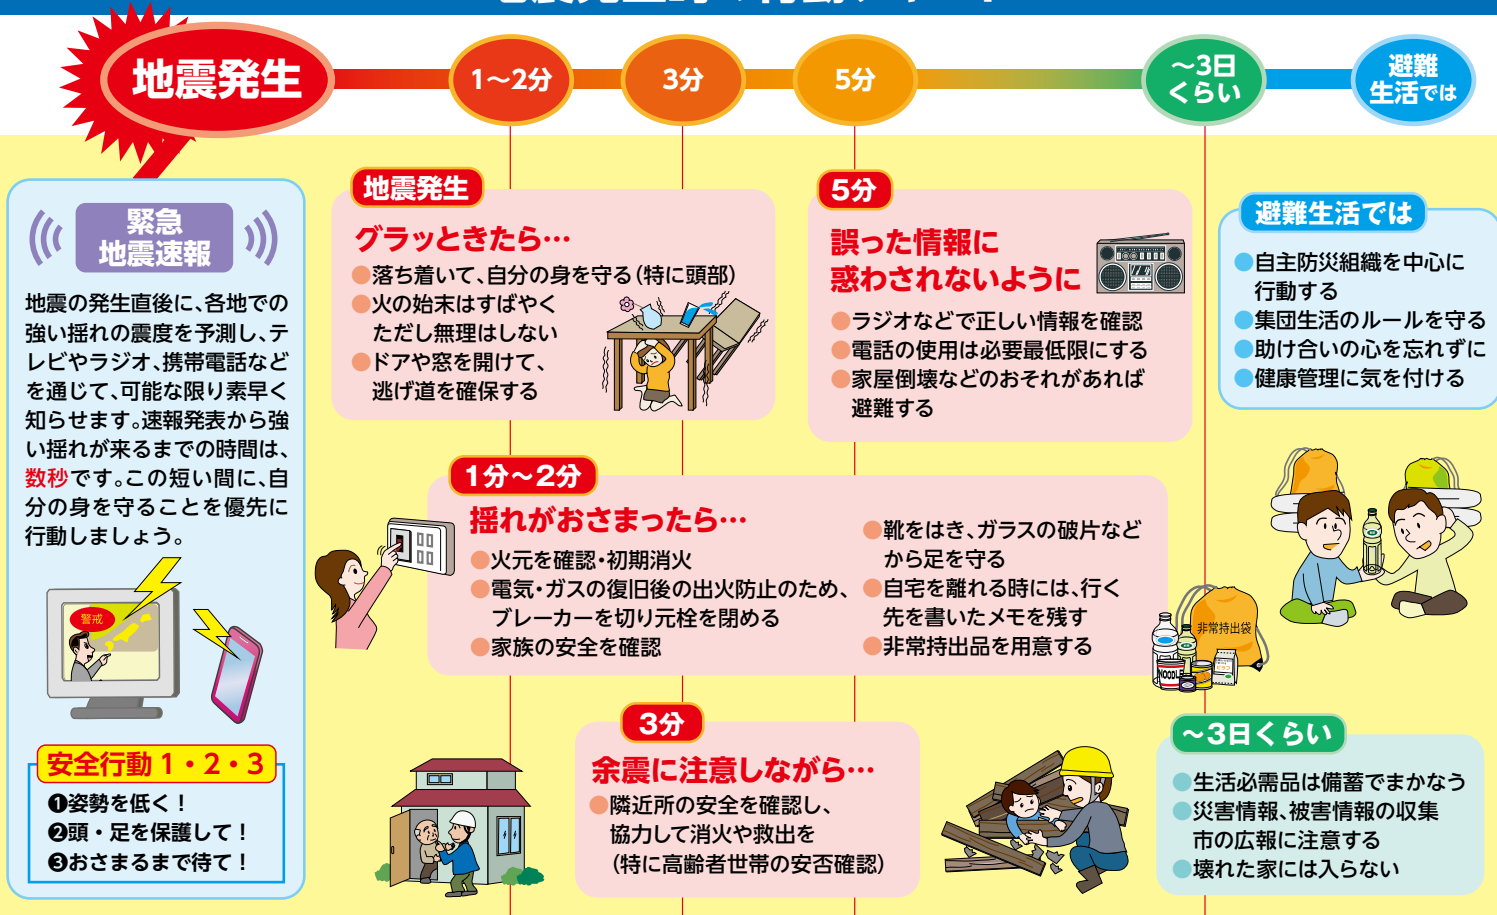 地震発生
1～2分
3分
5分
～3日
くらい
避難
生活では
緊急
地震速報
地震の発生直後に、各地での
強い揺れの震度を予測し、テ
レビやラジオ、携帯電話など
を通じて、可能な限り素早く
知らせます。速報発表から強
い揺れが来るまでの時間は、
数秒です。この短い間に、自
分の身を守ることを優先に
行動しましょう。
警戒
安全行動 1・2・3
❶姿勢を低く！
❷頭・足を保護して！
❸おさまるまで待て！
地震発生
グラッときたら…
●落ち着いて、自分の身を守る（特に頭部）
●火の始末はすばやく
ただし無理はしない
●ドアや窓を開けて、
逃げ道を確保する
1分～2分
揺れがおさまったら…
●火元を確認・初期消火
●電気・ガスの復旧後の出火防止のため、
ブレーカーを切り元栓を閉める
●家族の安全を確認
●靴をはき、ガラスの破片など
から足を守る
●自宅を離れる時には、行く
先を書いたメモを残す
●非常持出品を用意する
3分
余震に注意しながら…
●隣近所の安全を確認し、
協力して消火や救出を
（特に高齢者世帯の安否確認）
5分
誤った情報に
惑わされないように
●ラジオなどで正しい情報を確認
●電話の使用は必要最低限にする
●家屋倒壊などのおそれがあれば
避難する
避難生活では
●自主防災組織を中心に
行動する
●集団生活のルールを守る
●助け合いの心を忘れずに
●健康管理に気を付ける
非常持出袋
NOODLE
～3日くらい
●生活必需品は備蓄でまかなう
●災害情報、被害情報の収集
市の広報に注意する
●壊れた家には入らない